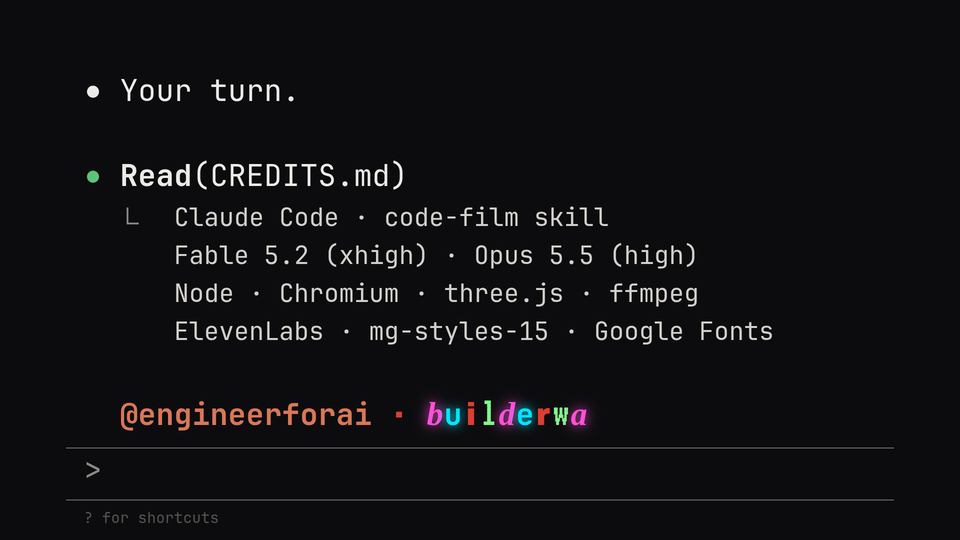 • Your turn.
• Read(CREDITS.md)
└ Claude Code · code-film skill
Fable 5.2 (xhigh) · Opus 5.5 (high)
Node · Chromium · three.js · ffmpeg
ElevenLabs · mg-styles-15 · Google Fonts
@engineerforai · builderwa
>
? for shortcuts